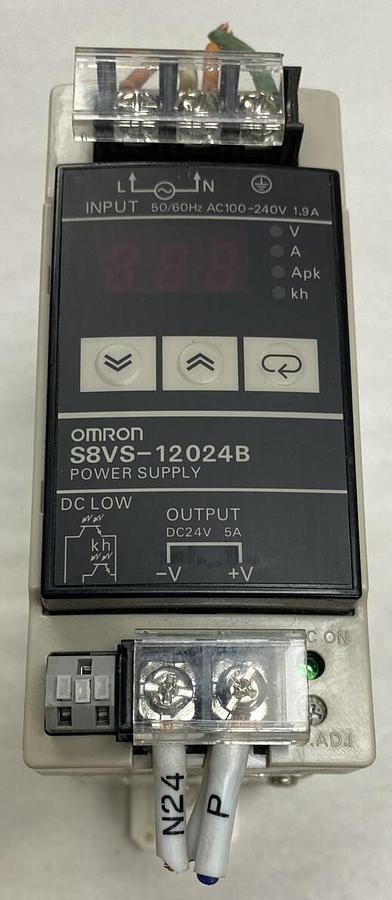 L N
INPUT 50/60Hz AC100-240V 1.9A
V
A
Apk
kh
OMRON
S8VS-12024B
POWER SUPPLY
DC LOW
kh
OUTPUT
DC24V 5A
-V +V
ON
.ADJ
N24
P